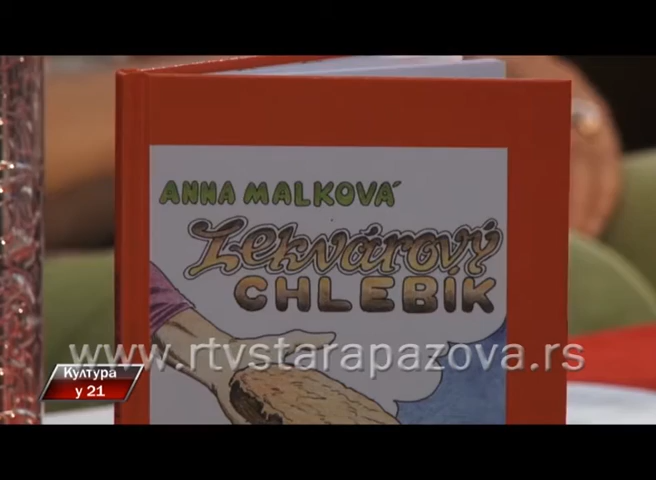 ANNA MALKOVÁ
Lekvárový
CHLEBÍK
www.rtvstarapazova.rs
Култура
у 21